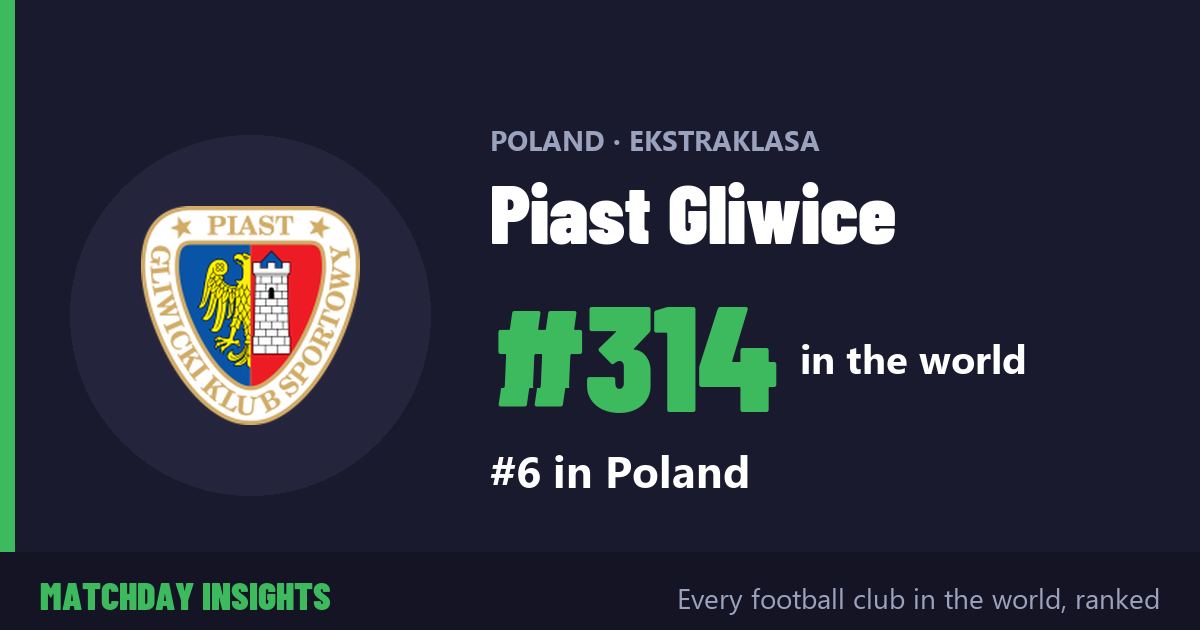 POLAND · EKSTRAKLASA
Piast Gliwice
#314 in the world
#6 in Poland
PIAST
GLIWICKI KLUB SPORTOWY
MATCHDAY INSIGHTS
Every football club in the world, ranked